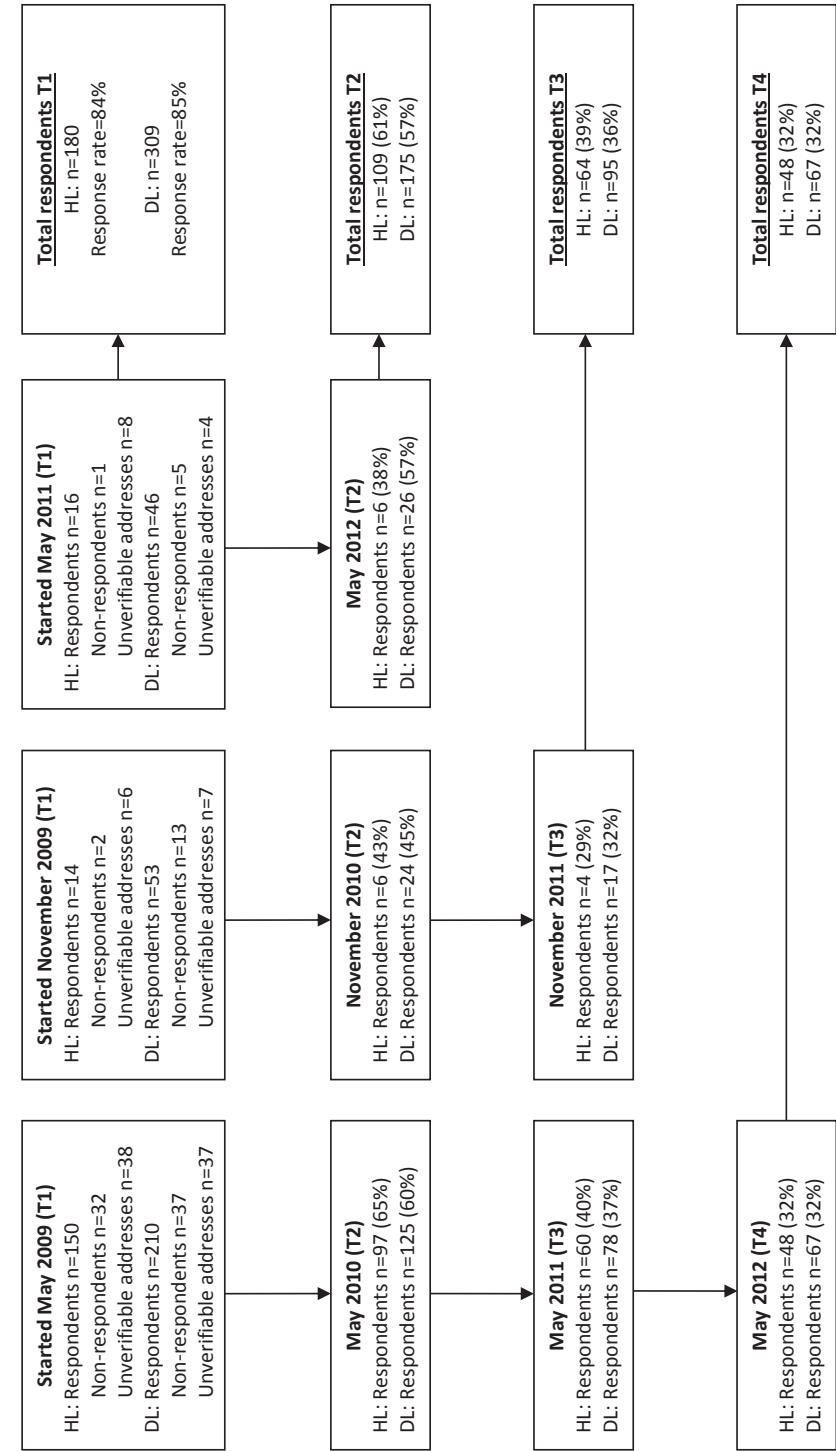 Started May 2009 (T1)
HL: Respondents n=150
Non-respondents n=32
Unverifiable addresses n=38
DL: Respondents n=210
Non-respondents n=37
Unverifiable addresses n=37
Started November 2009 (T1)
HL: Respondents n=14
Non-respondents n=2
Unverifiable addresses n=6
DL: Respondents n=53
Non-respondents n=13
Unverifiable addresses n=7
Started May 2011 (T1)
HL: Respondents n=16
Non-respondents n=1
Unverifiable addresses n=8
DL: Respondents n=46
Non-respondents n=5
Unverifiable addresses n=4
Total respondents T1
HL: n=180
Response rate=84%
DL: n=309
Response rate=85%
May 2010 (T2)
HL: Respondents n=97 (65%)
DL: Respondents n=125 (60%)
November 2010 (T2)
HL: Respondents n=6 (43%)
DL: Respondents n=24 (45%)
May 2012 (T2)
HL: Respondents n=6 (38%)
DL: Respondents n=26 (57%)
Total respondents T2
HL: n=109 (61%)
DL: n=175 (57%)
May 2011 (T3)
HL: Respondents n=60 (40%)
DL: Respondents n=78 (37%)
November 2011 (T3)
HL: Respondents n=4 (29%)
DL: Respondents n=17 (32%)
Total respondents T3
HL: n=64 (39%)
DL: n=95 (36%)
May 2012 (T4)
HL: Respondents n=48 (32%)
DL: Respondents n=67 (32%)
Total respondents T4
HL: n=48 (32%)
DL: n=67 (32%)